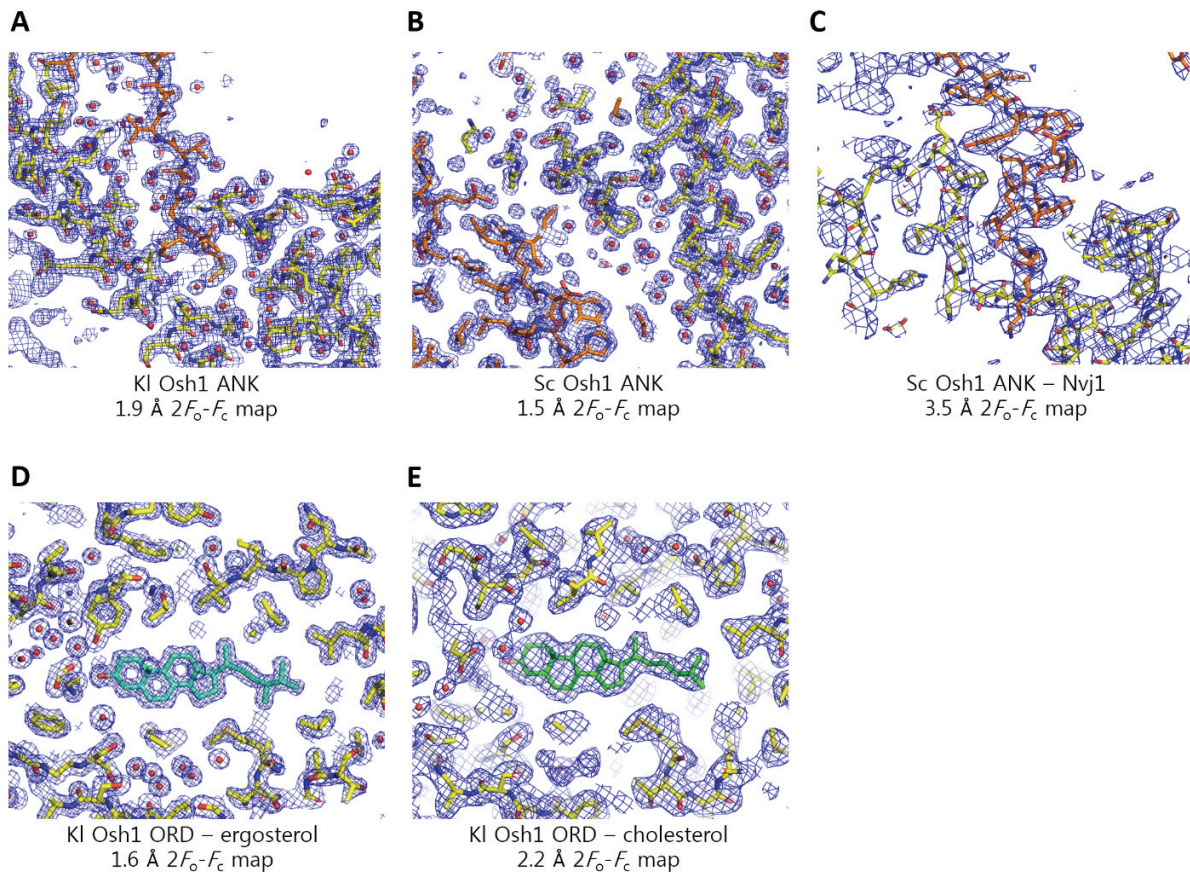 A
B
C
Kl Osh1 ANK
1.9 Å 2Fo-Fc map
Sc Osh1 ANK
1.5 Å 2Fo-Fc map
Sc Osh1 ANK – Nvj1
3.5 Å 2Fo-Fc map
D
E
Kl Osh1 ORD – ergosterol
1.6 Å 2Fo-Fc map
Kl Osh1 ORD – cholesterol
2.2 Å 2Fo-Fc map